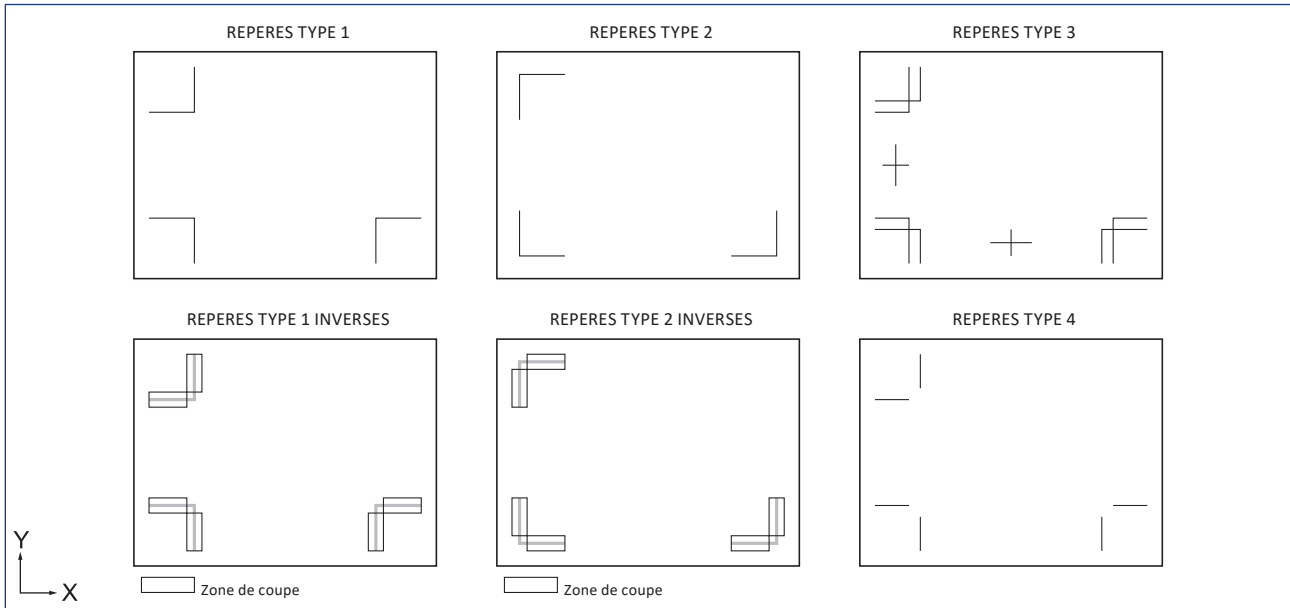 REPERES TYPE 1
REPERES TYPE 2
REPERES TYPE 3
REPERES TYPE 1 INVERSES
REPERES TYPE 2 INVERSES
REPERES TYPE 4
Y
X
Zone de coupe
Zone de coupe